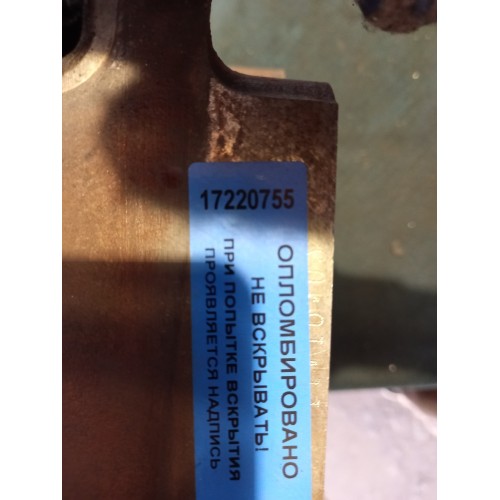 17220755
ОПЛОМБИРОВАНО
НЕ ВСКРЫВАТЬ!
ПРИ ПОПЫТКЕ ВСКРЫТИЯ
ПРОЯВЛЯЕТСЯ НАДПИСЬ